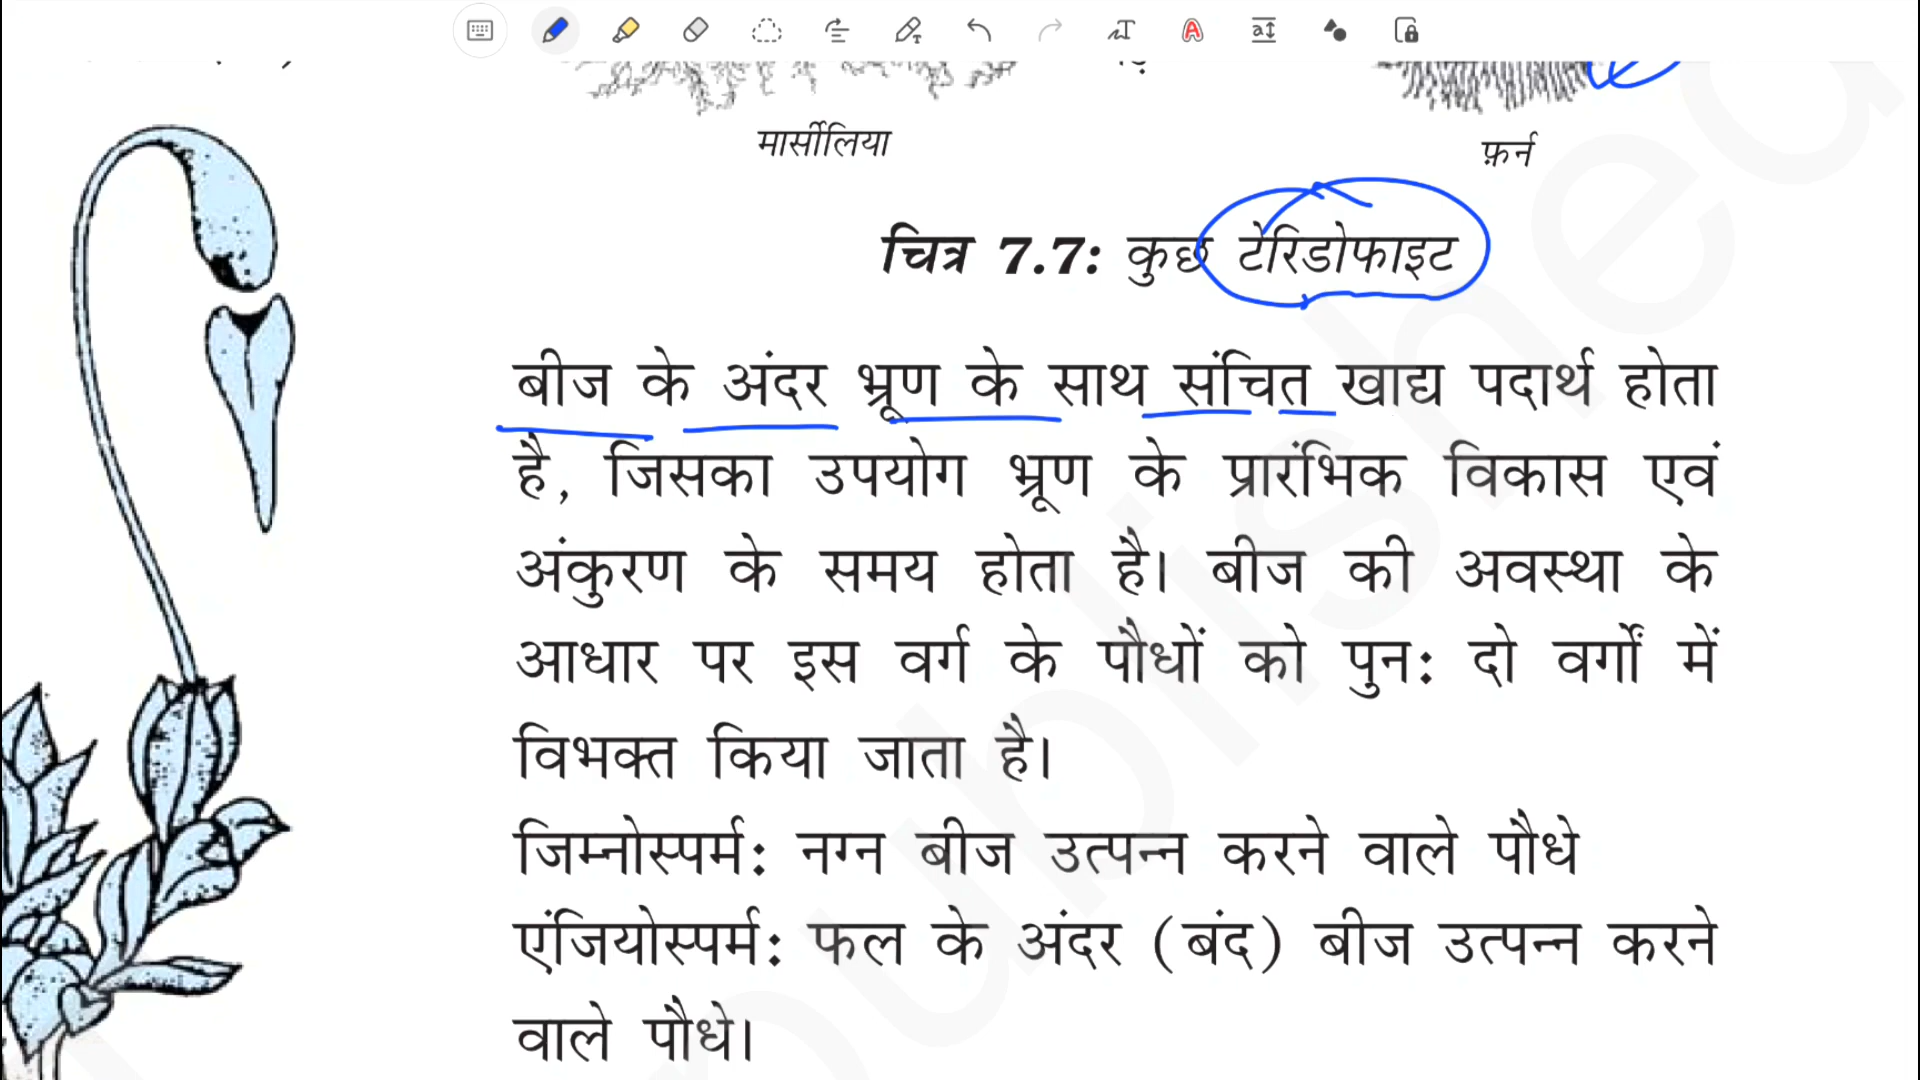 मार्सीलिया
फ़र्न
चित्र 7.7: कुछ टेरिडोफाइट
बीज के अंदर भ्रूण के साथ संचित खाद्य पदार्थ होता
है, जिसका उपयोग भ्रूण के प्रारंभिक विकास एवं
अंकुरण के समय होता है। बीज की अवस्था के
आधार पर इस वर्ग के पौधों को पुन: दो वर्गों में
विभक्त किया जाता है।
जिम्नोस्पर्म: नग्न बीज उत्पन्न करने वाले पौधे
एंजियोस्पर्म: फल के अंदर (बंद) बीज उत्पन्न करने
वाले पौधे।